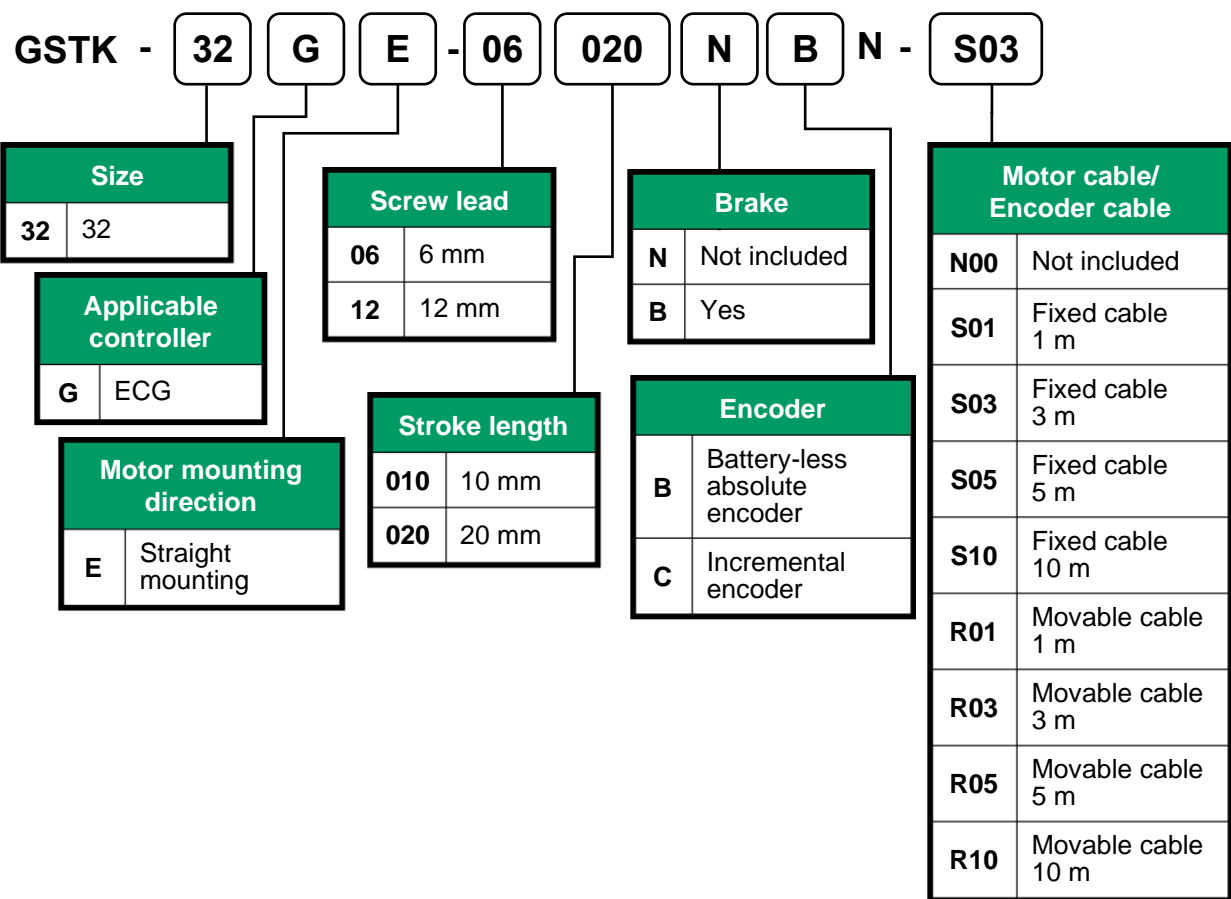 GSTK - 32 G E - 06 020 N B N - S03
Size
32 32
Applicable
controller
G ECG
Motor mounting
direction
E Straight
mounting
Screw lead
06 6 mm
12 12 mm
Stroke length
010 10 mm
020 20 mm
Brake
N Not included
B Yes
Encoder
B Battery-less
absolute
encoder
C Incremental
encoder
Motor cable/
Encoder cable
N00 Not included
S01 Fixed cable
1 m
S03 Fixed cable
3 m
S05 Fixed cable
5 m
S10 Fixed cable
10 m
R01 Movable cable
1 m
R03 Movable cable
3 m
R05 Movable cable
5 m
R10 Movable cable
10 m